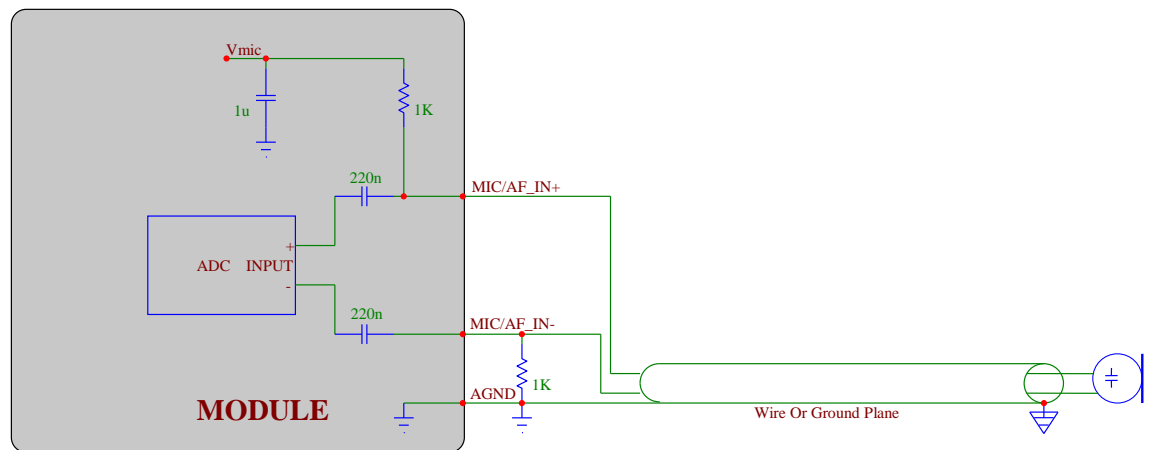 Vmic
1u
1K
220n
MIC/AF_IN+
+
ADC INPUT
-
220n
MIC/AF_IN-
1K
AGND
MODULE
Wire Or Ground Plane